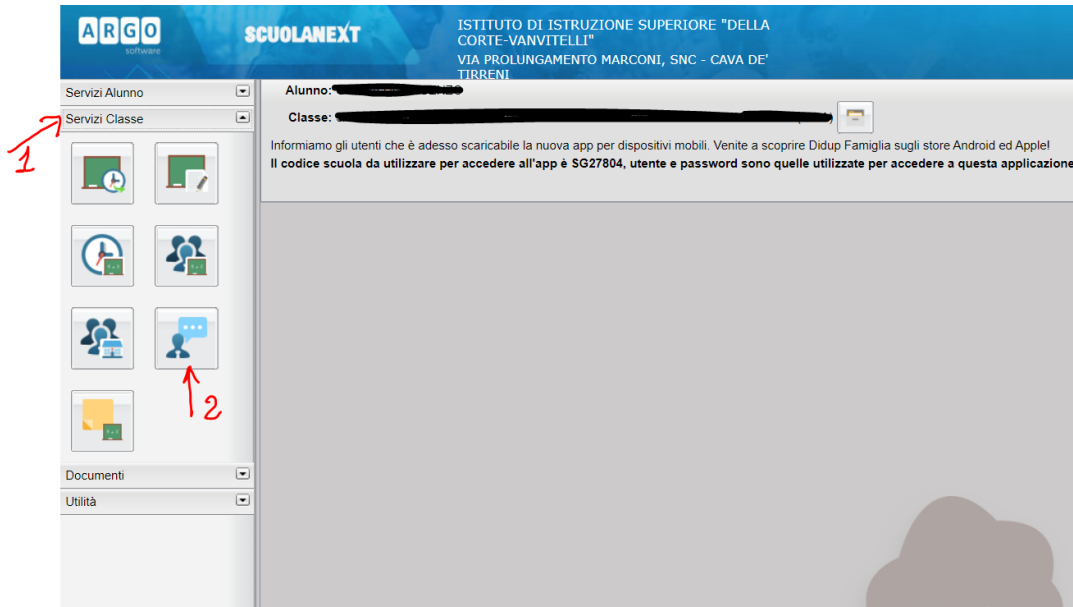 ARGO
software
SCUOLANEXT
ISTITUTO DI ISTRUZIONE SUPERIORE "DELLA
CORTE-VANVITELLI"
VIA PROLUNGAMENTO MARCONI, SNC - CAVA DE'
TIRRENI
Servizi Alunno
Alunno:
Servizi Classe
Classe:
1
Informiamo gli utenti che è adesso scaricabile la nuova app per dispositivi mobili. Venite a scoprire Didup Famiglia sugli store Android ed Apple!
Il codice scuola da utilizzare per accedere all'app è SG27804, utente e password sono quelle utilizzate per accedere a questa applicazione
2
Documenti
Utilità